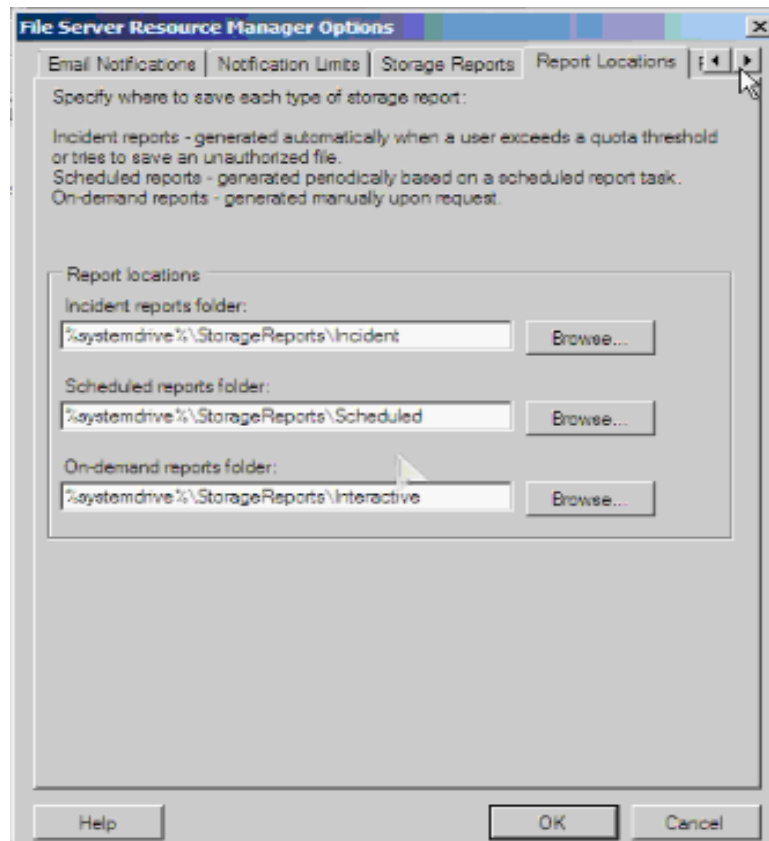 File Server Resource Manager Options
Email Notifications Notification Limits Storage Reports Report Locations
Specify where to save each type of storage report:
Incident reports - generated automatically when a user exceeds a quota threshold
or tries to save an unauthorized file.
Scheduled reports - generated periodically based on a scheduled report task.
On-demand reports - generated manually upon request.
Report locations
Incident reports folder:
%systemdrive%\StorageReports\Incident
Browse...
Scheduled reports folder:
%systemdrive%\StorageReports\Scheduled
Browse...
On-demand reports folder:
%systemdrive%\StorageReports\Interactive
Browse...
Help OK Cancel